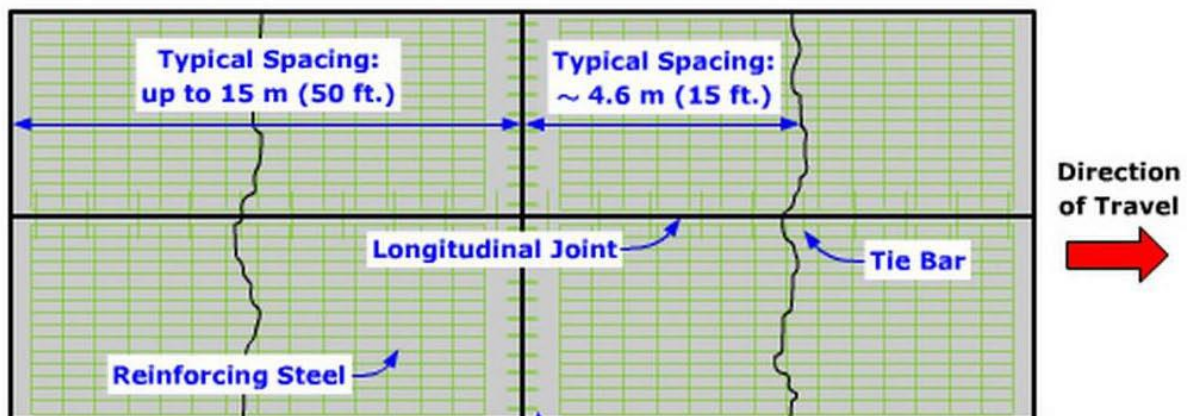 Typical Spacing:
up to 15 m (50 ft.)
Typical Spacing:
~ 4.6 m (15 ft.)
Direction
of Travel
Longitudinal Joint
Tie Bar
Reinforcing Steel